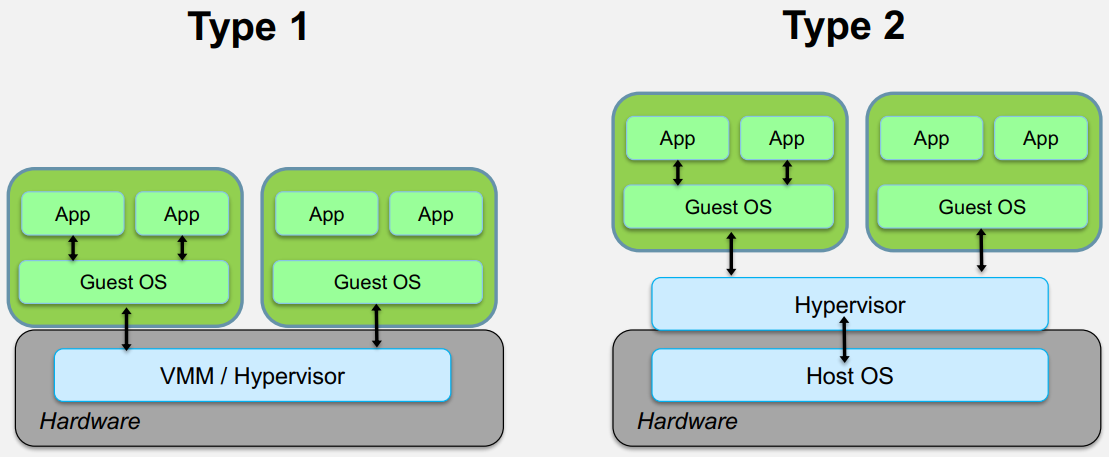 Type 1
App
App
Guest OS
App
App
Guest OS
VMM / Hypervisor
Hardware
Type 2
App
App
Guest OS
App
App
Guest OS
Hypervisor
Host OS
Hardware